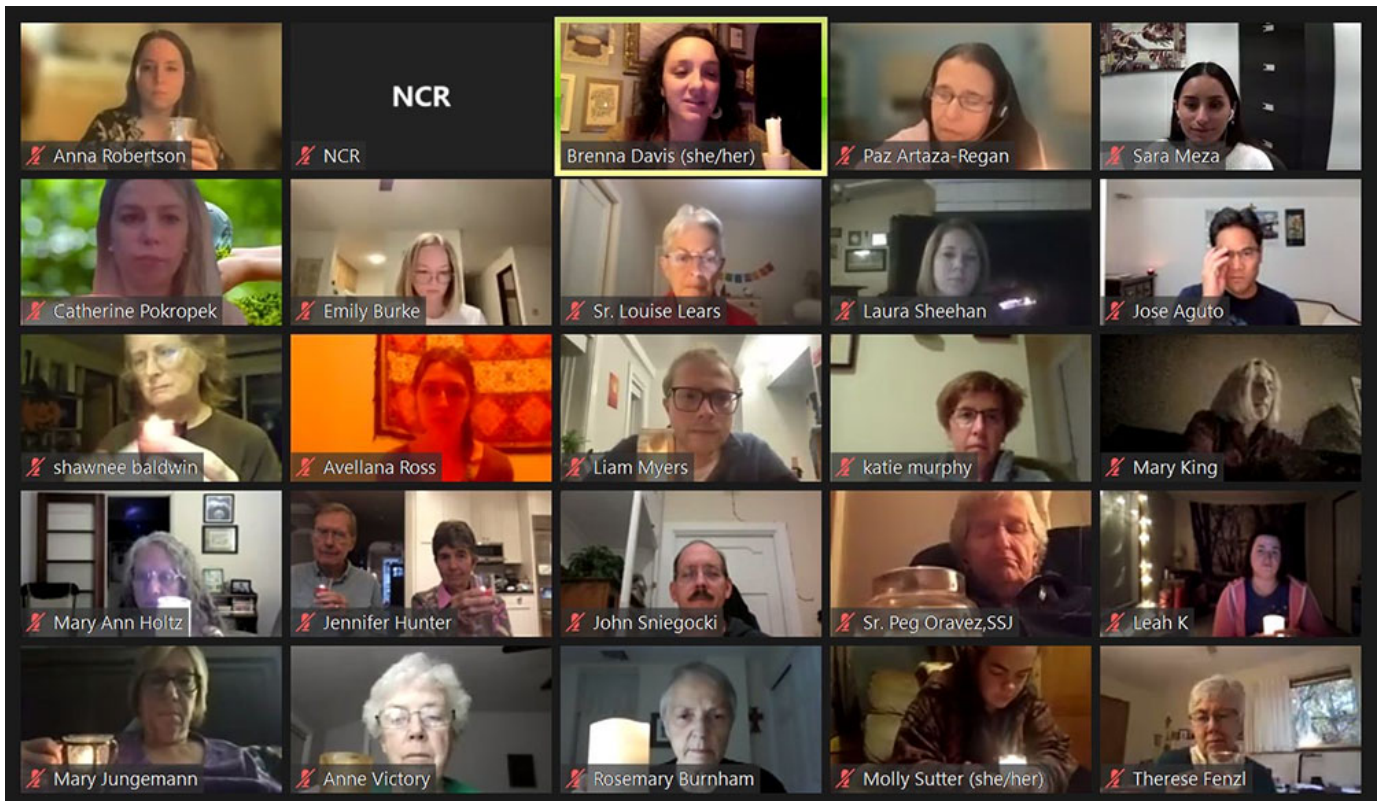 Anna Robertson
NCR
NCR
Brenna Davis (she/her)
Paz Artaza-Regan
Sara Meza
Catherine Pokropek
Emily Burke
Sr. Louise Lears
Laura Sheehan
Jose Aguto
shawnee baldwin
Avellana Ross
Liam Myers
katie murphy
Mary King
Mary Ann Holtz
Jennifer Hunter
John Sniegocki
Sr. Peg Oravez,SSJ
Leah K
Mary Jungemann
Anne Victory
Rosemary Burnham
Molly Sutter (she/her)
Therese Fenzl